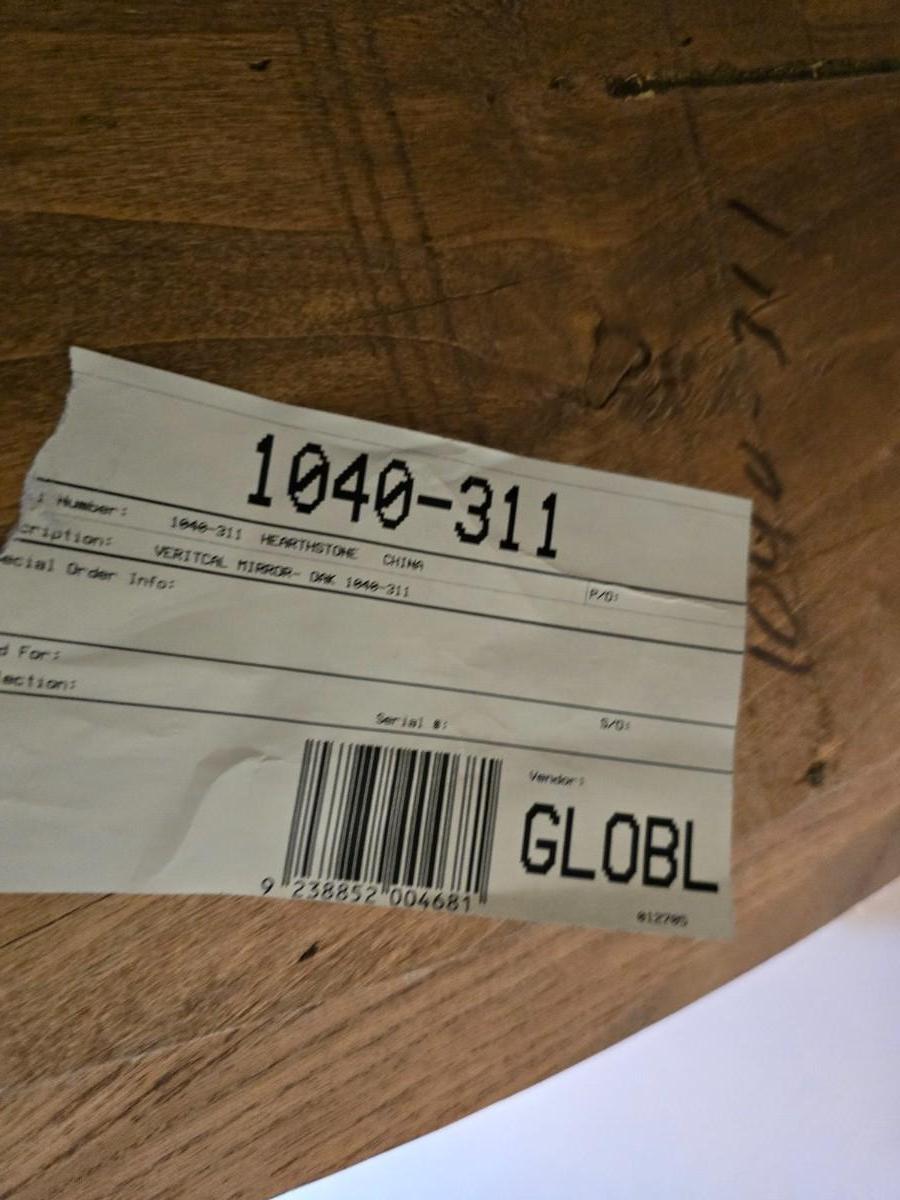 1040-311
Number: 1040-311 HEARTHSTONE CHINA P/O:
cription: VERITCAL MIRROR- OAK 1040-311
ecial Order Info:
d For:
lection:
Serial #: S/O:
Vendor:
GLOBL
9 238852 004681
012705
1040-311